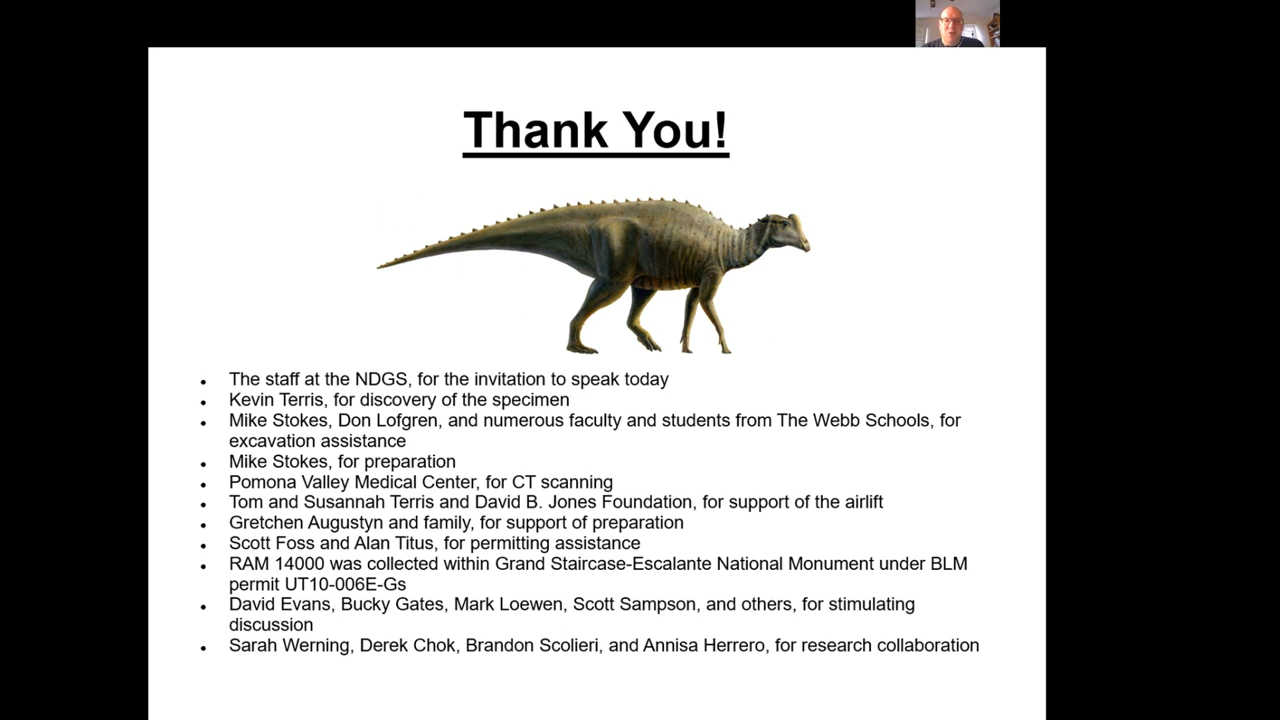 Thank You!
The staff at the NDGS, for the invitation to speak today
Kevin Terris, for discovery of the specimen
Mike Stokes, Don Lofgren, and numerous faculty and students from The Webb Schools, for
excavation assistance
Mike Stokes, for preparation
Pomona Valley Medical Center, for CT scanning
Tom and Susannah Terris and David B. Jones Foundation, for support of the airlift
Gretchen Augustyn and family, for support of preparation
Scott Foss and Alan Titus, for permitting assistance
RAM 14000 was collected within Grand Staircase-Escalante National Monument under BLM
permit UT10-006E-Gs
David Evans, Bucky Gates, Mark Loewen, Scott Sampson, and others, for stimulating
discussion
Sarah Werning, Derek Chok, Brandon Scolieri, and Annisa Herrero, for research collaboration